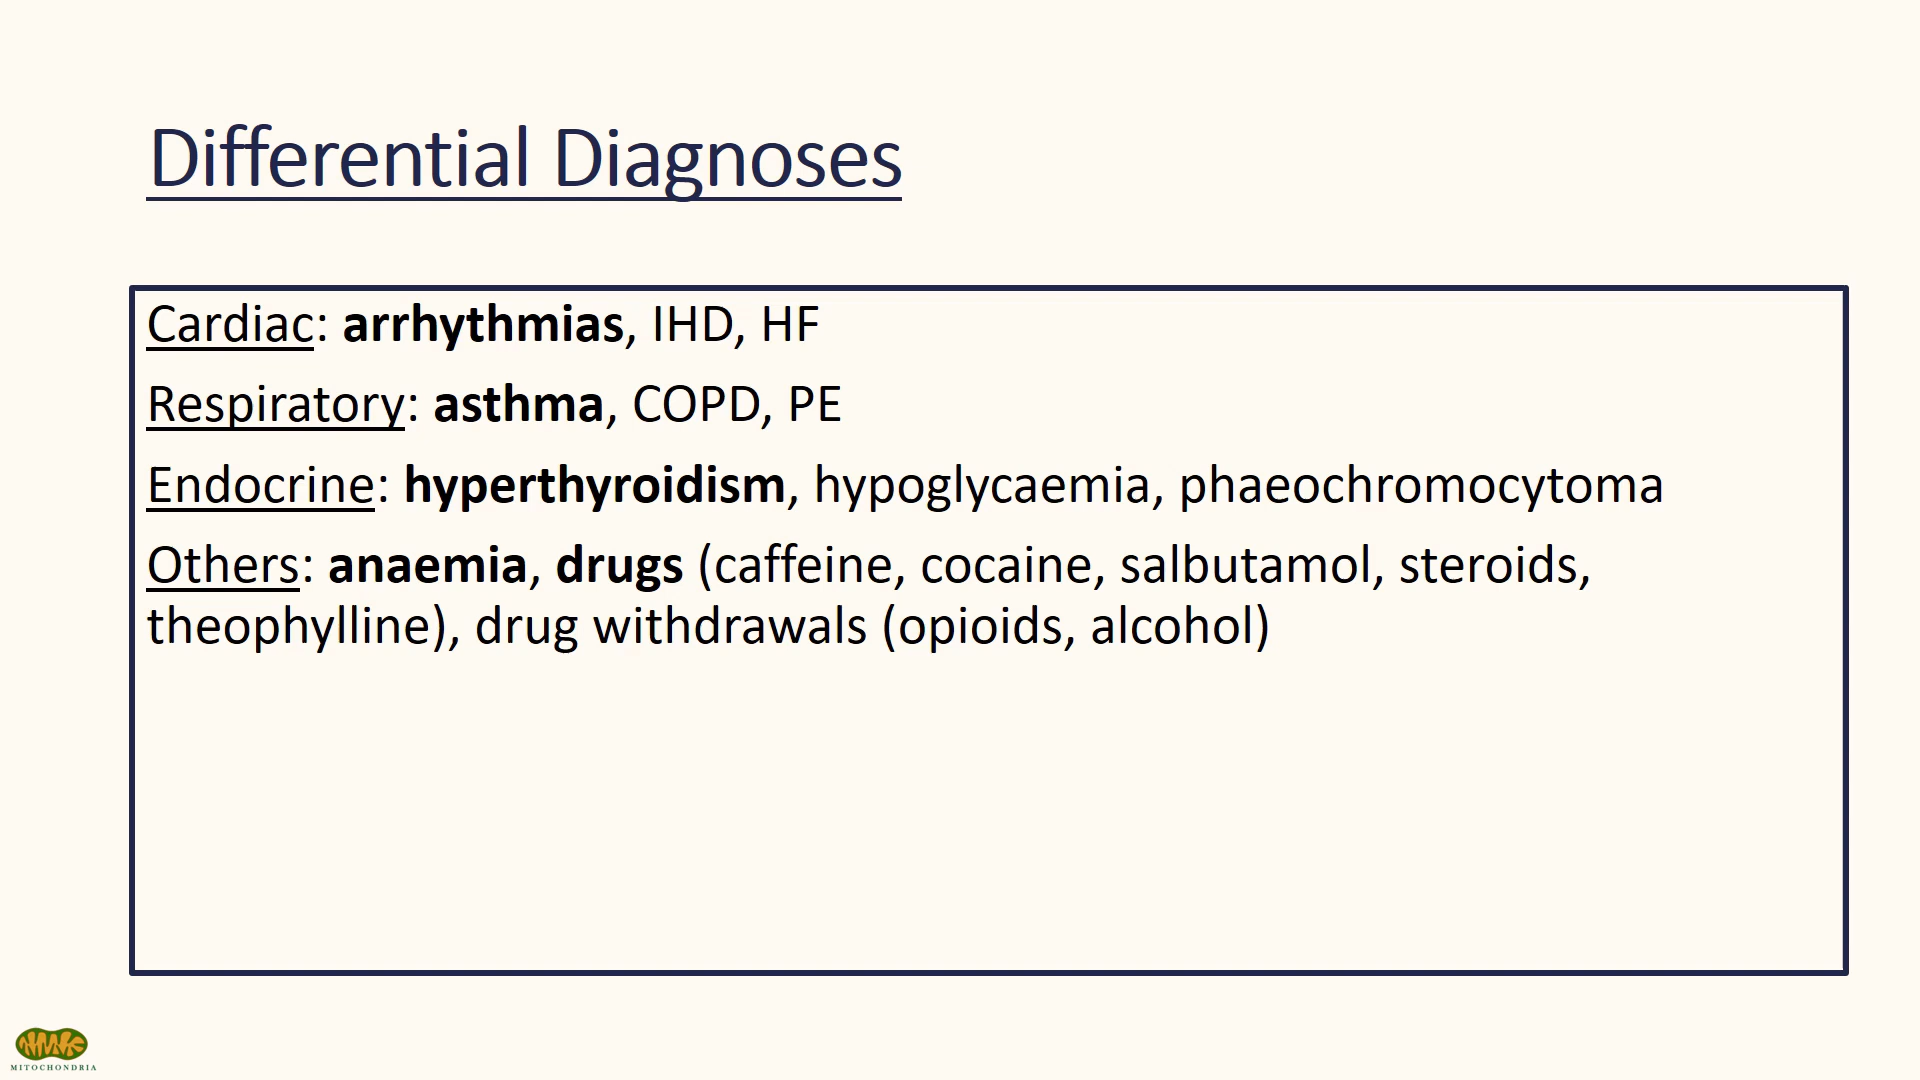 Differential Diagnoses
Cardiac: arrhythmias, IHD, HF
Respiratory: asthma, COPD, PE
Endocrine: hyperthyroidism, hypoglycaemia, phaeochromocytoma
Others: anaemia, drugs (caffeine, cocaine, salbutamol, steroids,
theophylline), drug withdrawals (opioids, alcohol)
MITOCHONDRIA